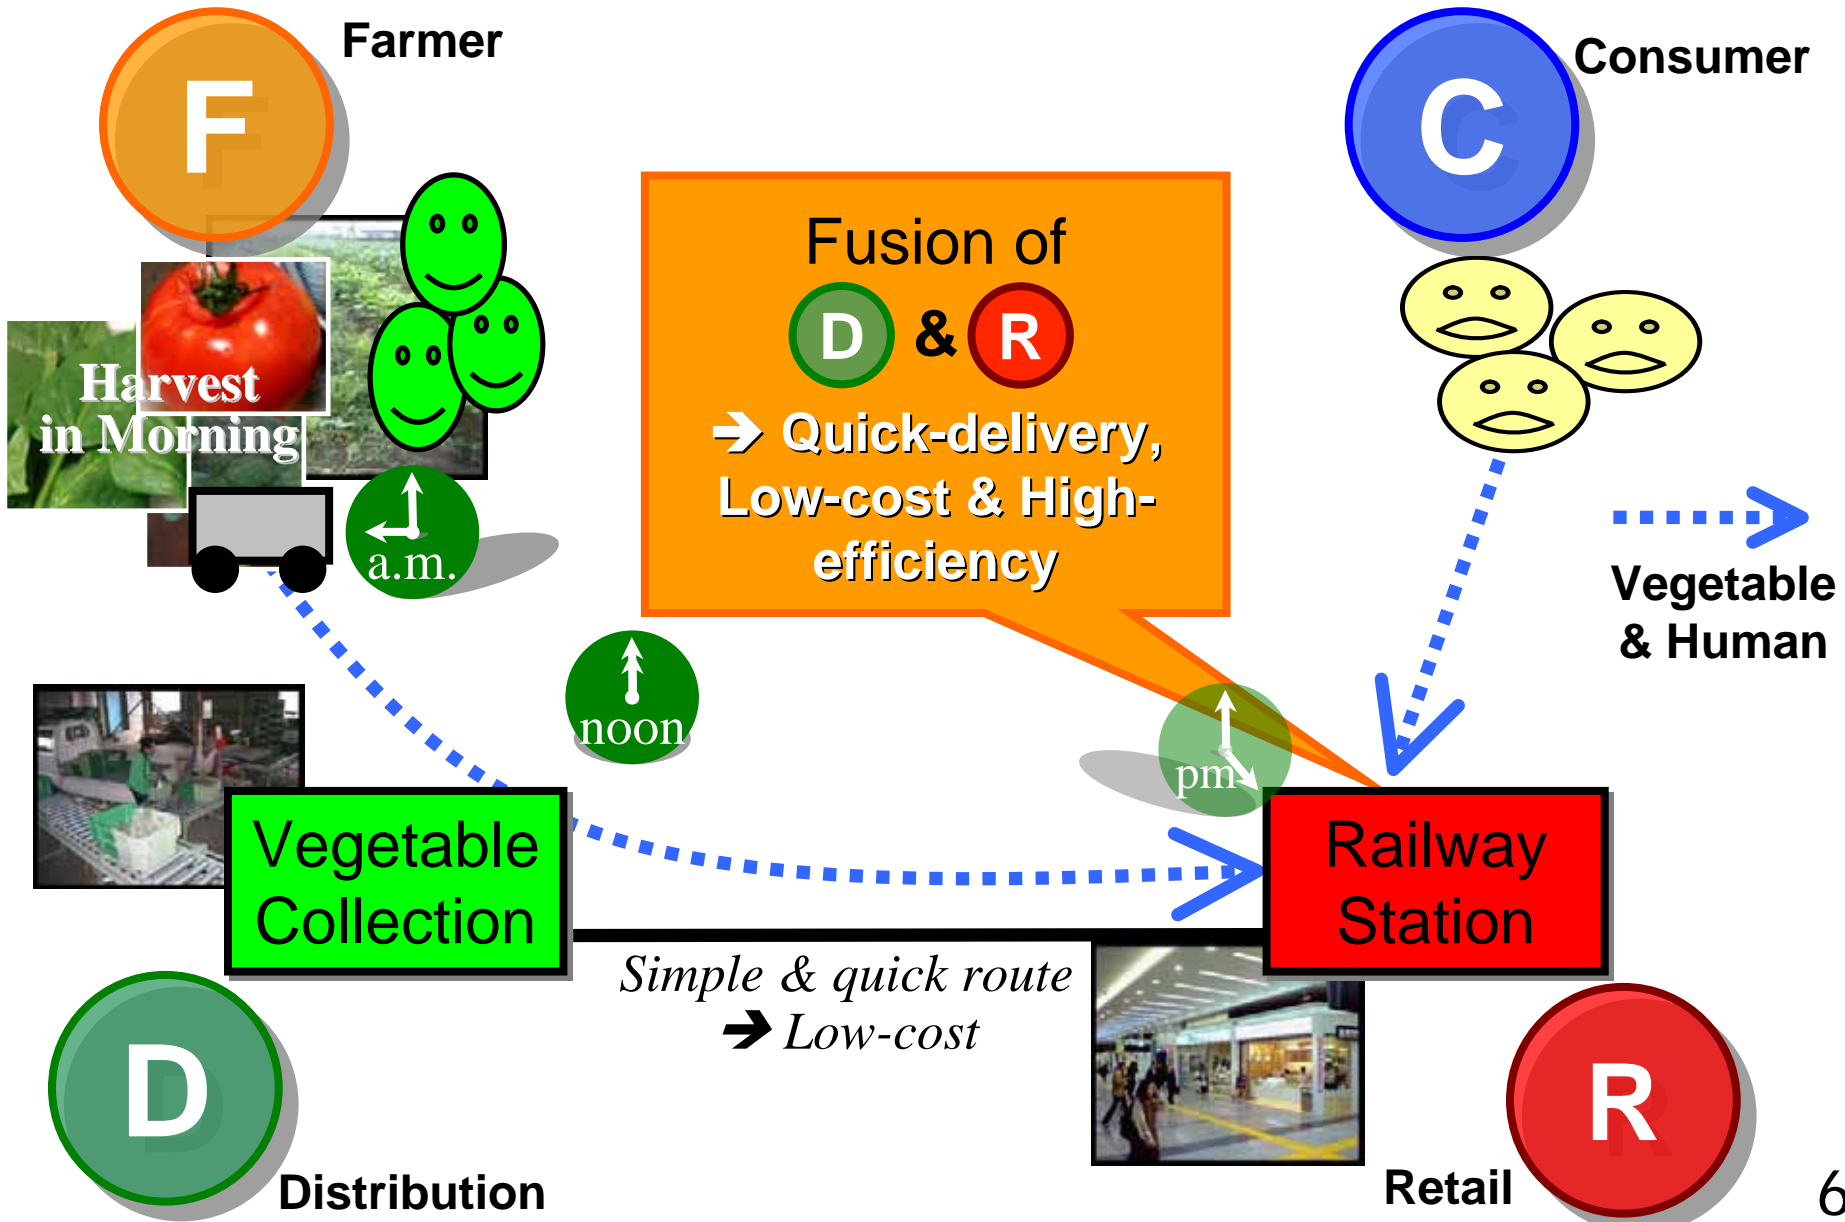 F
Farmer
C
Consumer
Fusion of
D & R
➔ Quick-delivery,
Low-cost & High-
efficiency
Harvest
in Morning
a.m.
noon
pm
Vegetable
& Human
Vegetable
Collection
Railway
Station
Simple & quick route
➔ Low-cost
D
Distribution
R
Retail
6